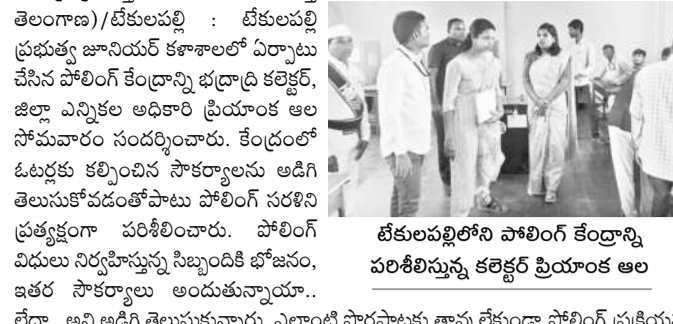 తెలంగాణ)/టేకులపల్లి : టేకులపల్లి
ప్రభుత్వ జూనియర్ కళాశాలలో ఏర్పాటు
చేసిన పోలింగ్ కేంద్రాన్ని భద్రాద్రి కలెక్టర్,
జిల్లా ఎన్నికల అధికారి ప్రియాంక ఆల
సోమవారం సందర్శించారు. కేంద్రంలో
ఓటర్లకు కల్పించిన సౌకర్యాలను అడిగి
తెలుసుకోవడంతోపాటు పోలింగ్ సరళిని
ప్రత్యక్షంగా పరిశీలించారు. పోలింగ్
విధులు నిర్వహిస్తున్న సిబ్బందికి భోజనం,
ఇతర సౌకర్యాలు అందుతున్నాయా..
లేదా.. అని అడిగి తెలుసుకున్నారు. ఎలాంటి పొరపాట్లకు తావు లేకుండా పోలింగ్ ప్రక్రియను
టేకులపల్లిలోని పోలింగ్ కేంద్రాన్ని
పరిశీలిస్తున్న కలెక్టర్ ప్రియాంక ఆల